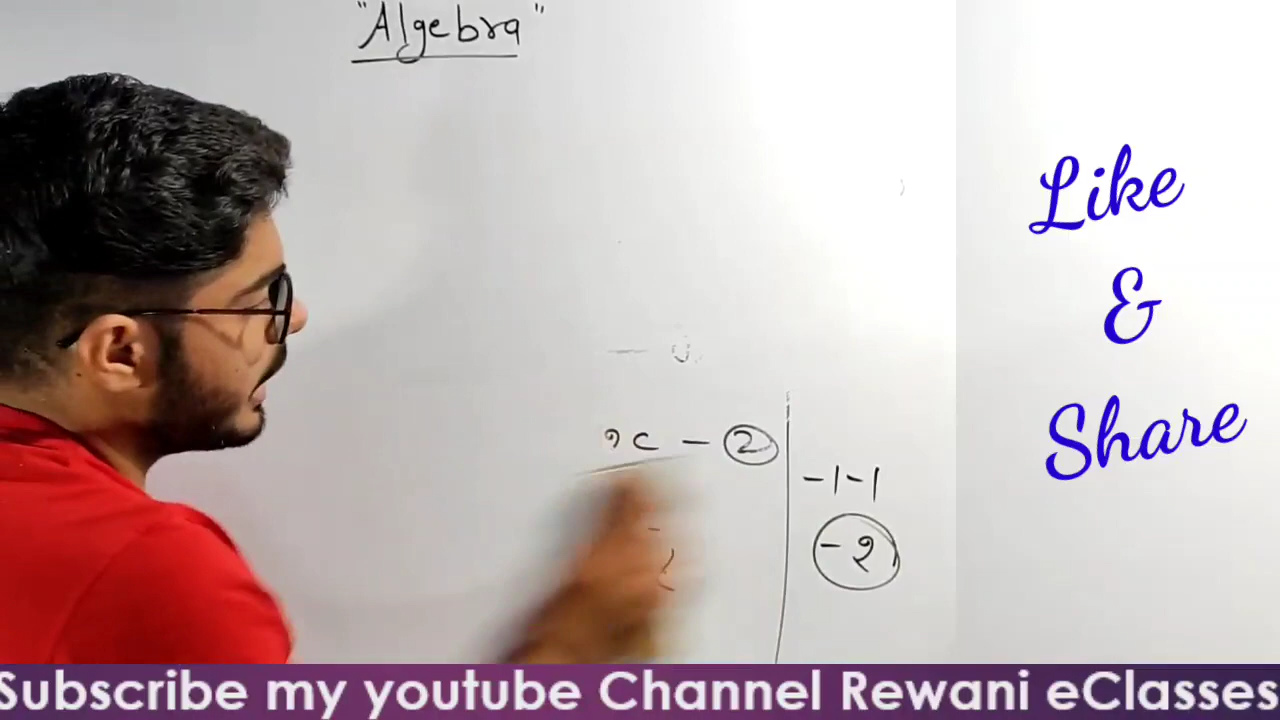 "Algebra"
- 2
-1-1
-2
Like
&
Share
Subscribe my youtube Channel Rewani eClasses